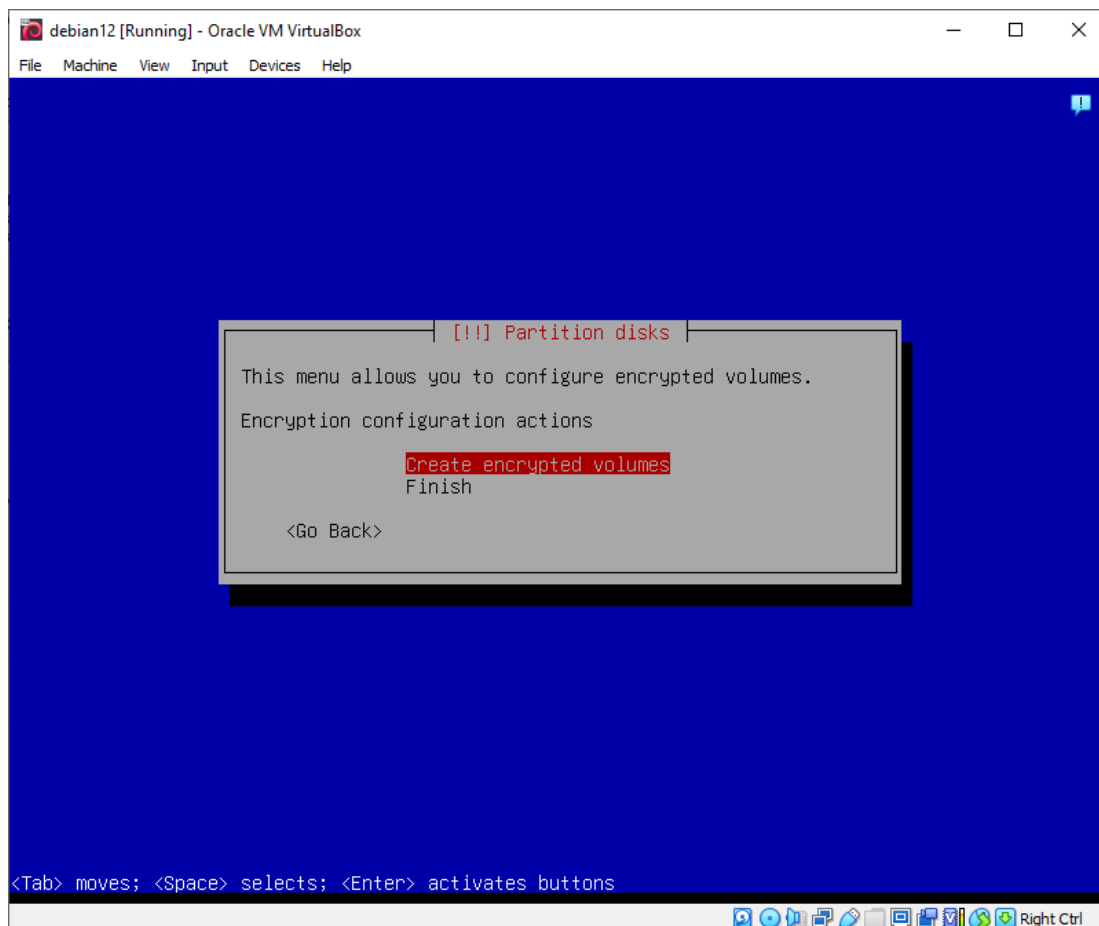 debian12 [Running] - Oracle VM VirtualBox
File Machine View Input Devices Help
[!!] Partition disks
This menu allows you to configure encrypted volumes.
Encryption configuration actions
Create encrypted volumes
Finish
<Go Back>
<Tab> moves; <Space> selects; <Enter> activates buttons
Right Ctrl